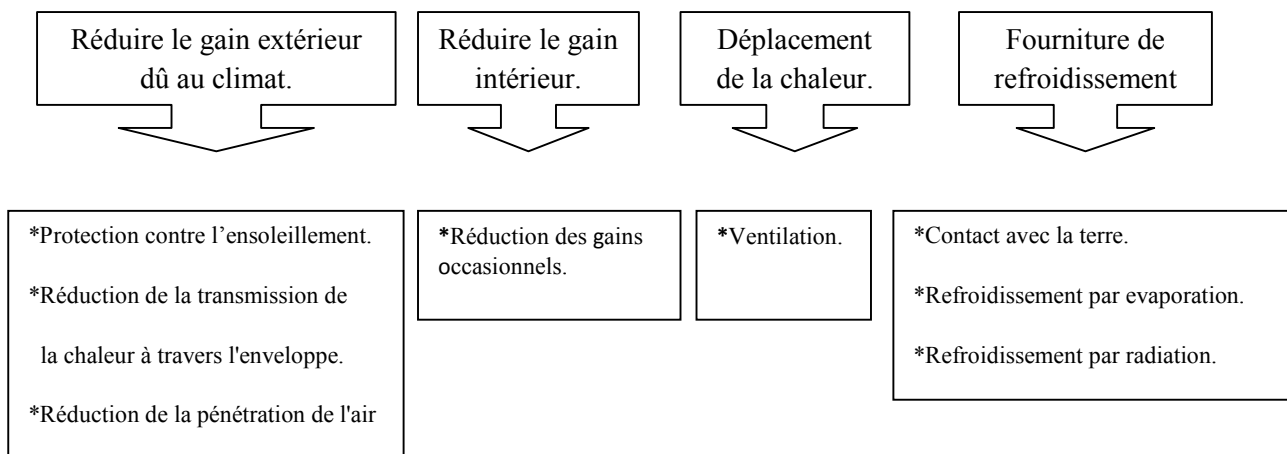 Réduire le gain extérieur
dû au climat.
Réduire le gain
intérieur.
Déplacement
de la chaleur.
Fourniture de
refroidissement
*Protection contre l’ensoleillement.
*Réduction de la transmission de
la chaleur à travers l'enveloppe.
*Réduction de la pénétration de l'air
*Réduction des gains
occasionnels.
*Ventilation.
*Contact avec la terre.
*Refroidissement par evaporation.
*Refroidissement par radiation.